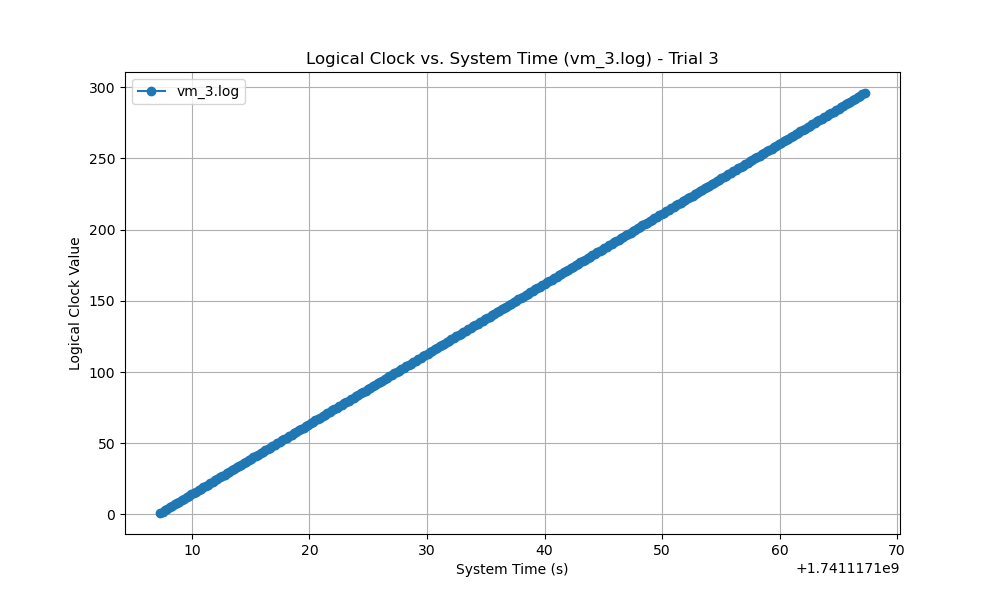 Logical Clock vs. System Time (vm_3.log) - Trial 3
vm_3.log
Logical Clock Value
300
250
200
150
100
50
0
10 20 30 40 50 60 70
System Time (s)
+1.7411171e9